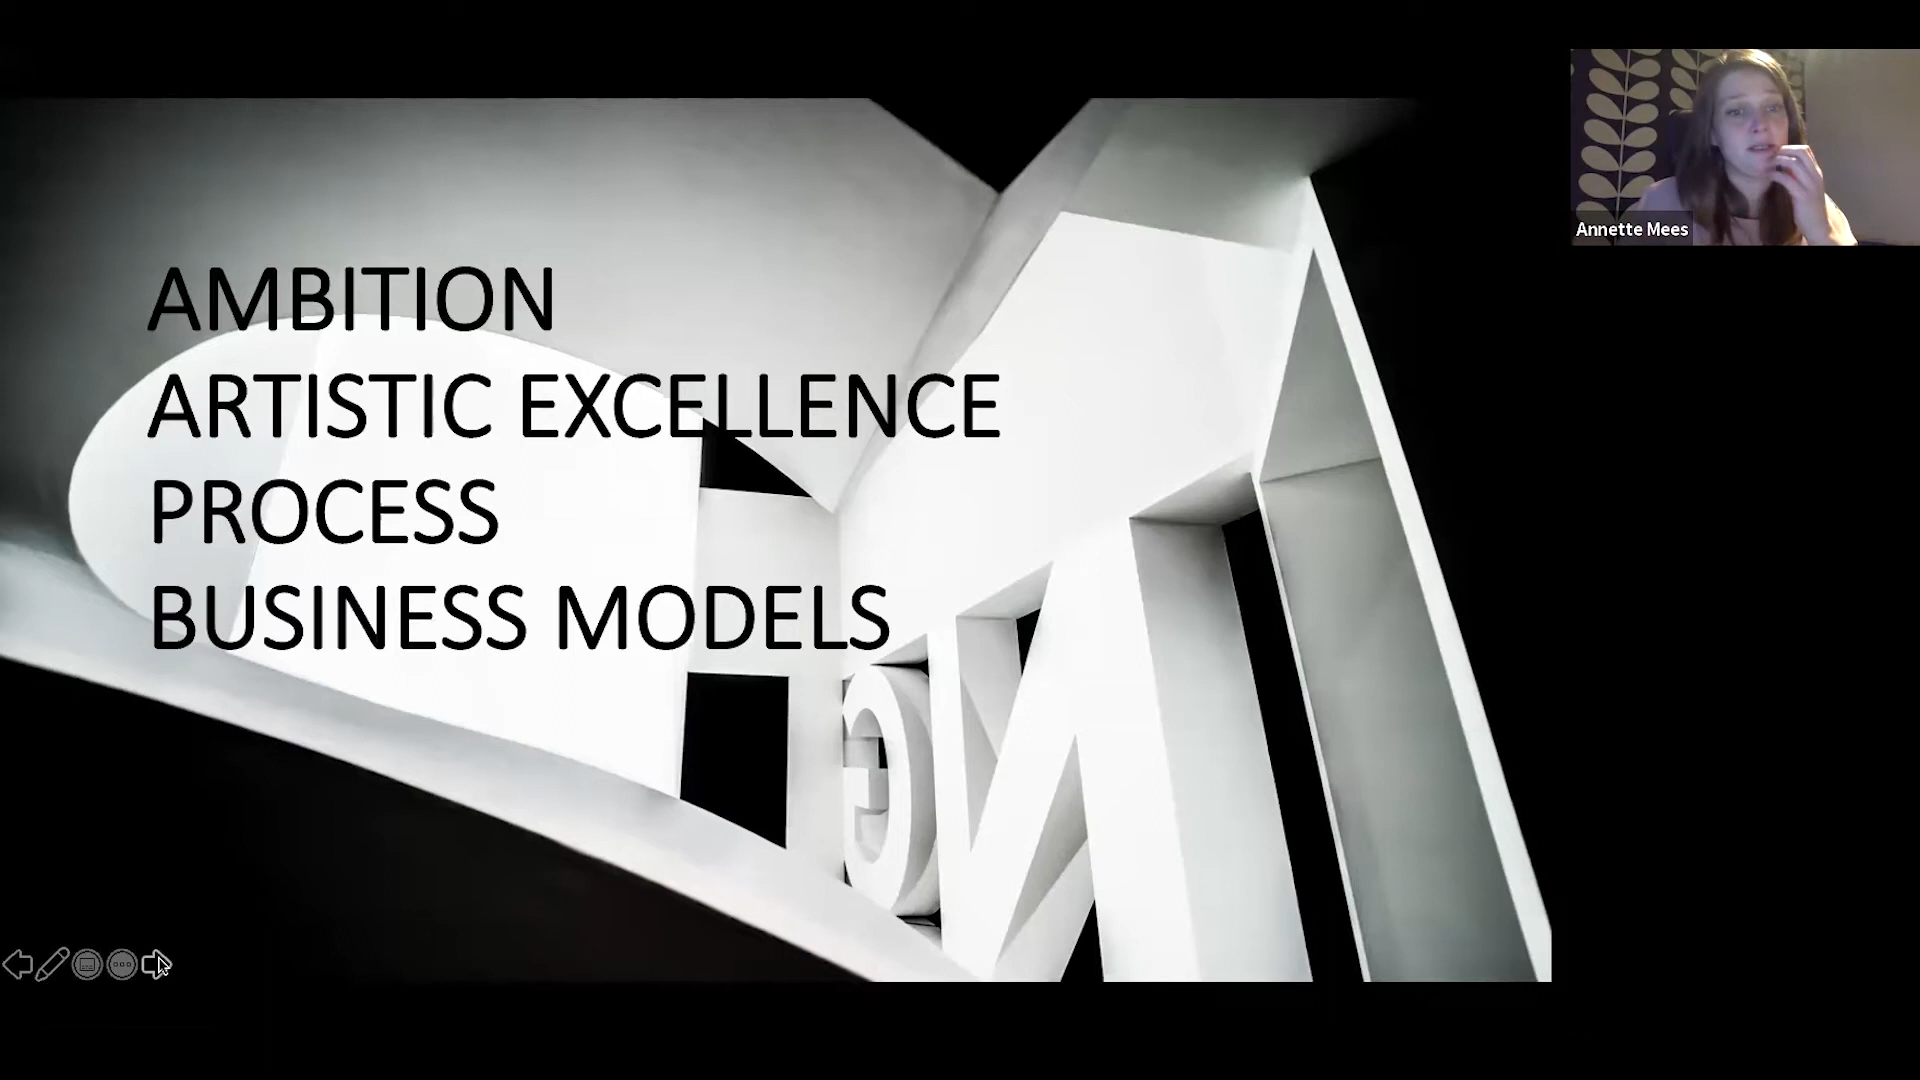 AMBITION
ARTISTIC EXCELLENCE
PROCESS
BUSINESS MODELS
Annette Mees